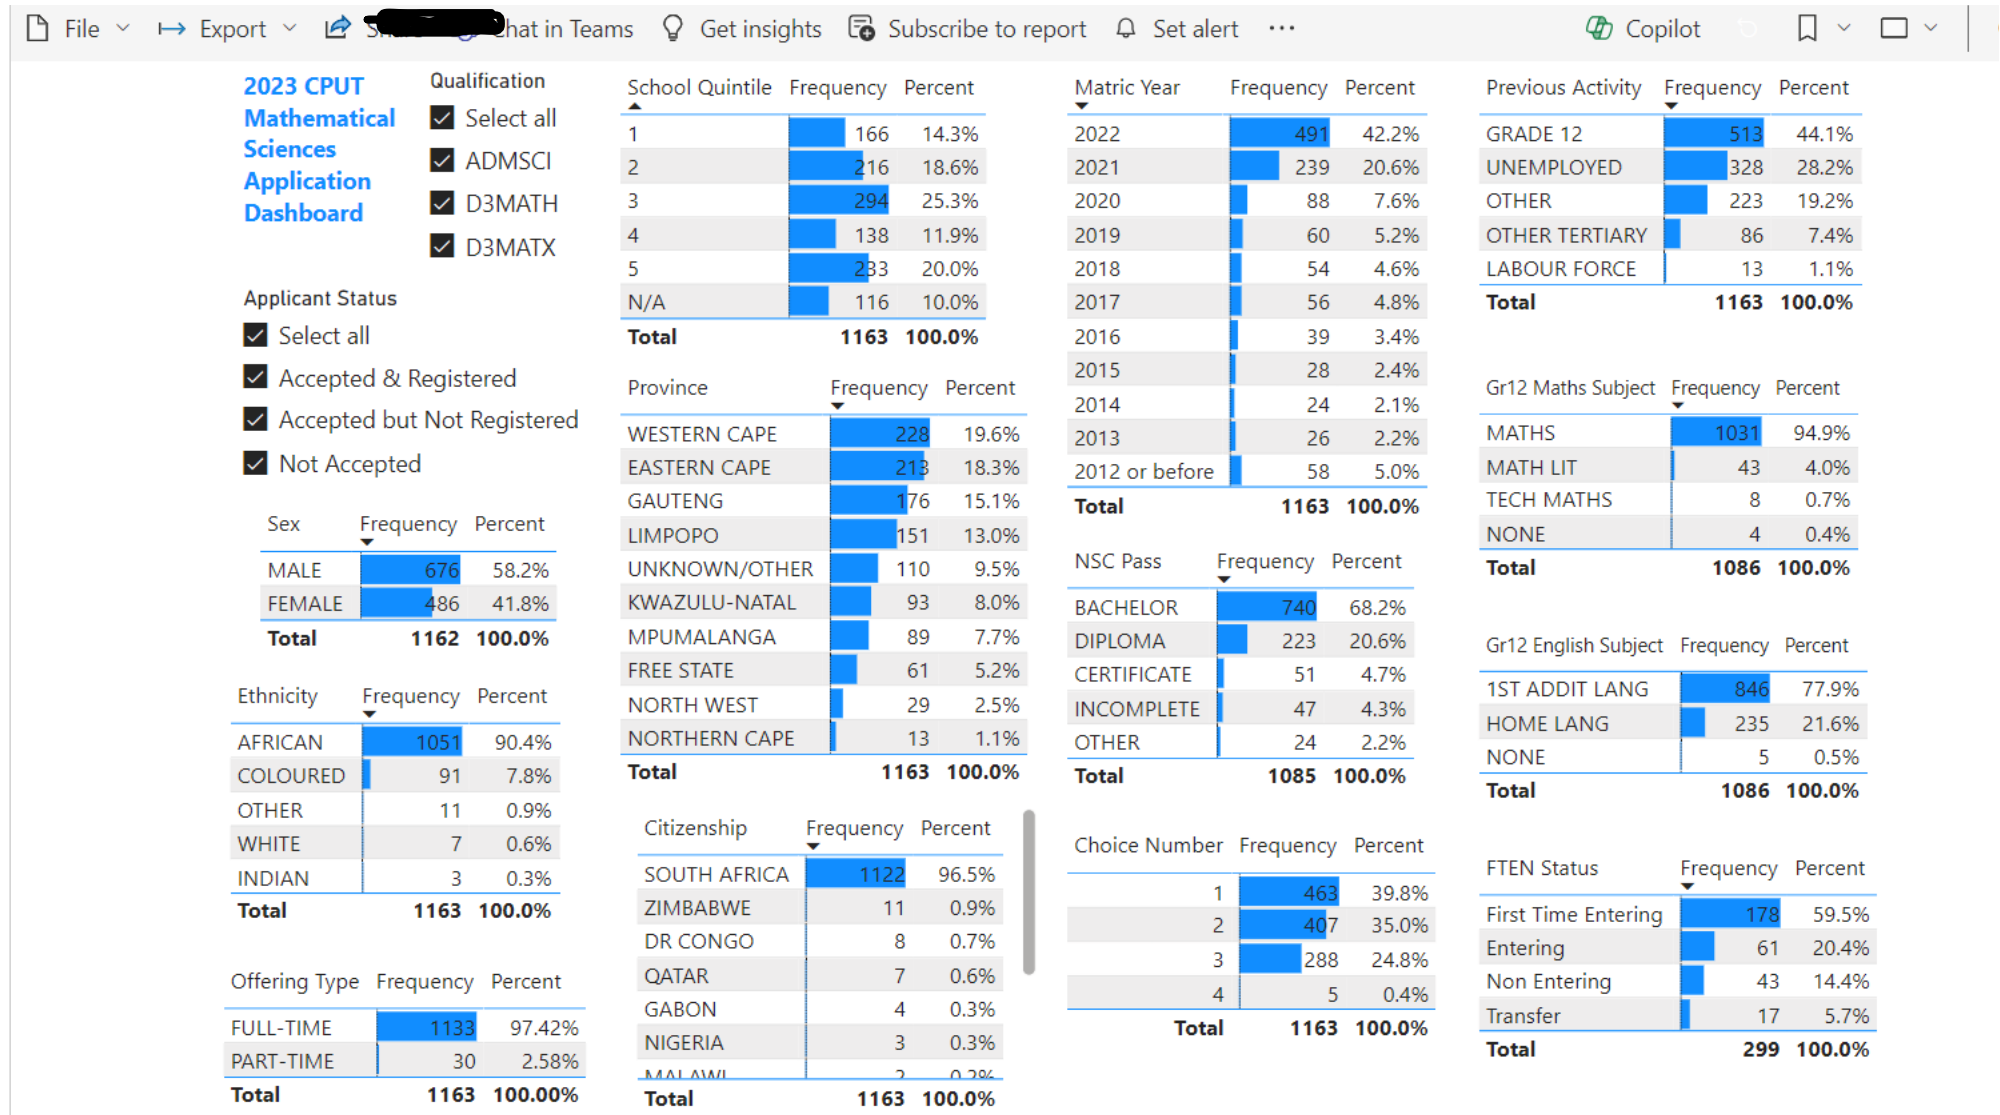 File Export Chat in Teams Get insights Subscribe to report Set alert ... Copilot
2023 CPUT
Mathematical
Sciences
Application
Dashboard
Qualification
Select all
ADMSCI
D3MATH
D3MATX
Applicant Status
Select all
Accepted & Registered
Accepted but Not Registered
Not Accepted
Sex Frequency Percent
MALE 676 58.2%
FEMALE 486 41.8%
Total 1162 100.0%
Ethnicity Frequency Percent
AFRICAN 1051 90.4%
COLOURED 91 7.8%
OTHER 11 0.9%
WHITE 7 0.6%
INDIAN 3 0.3%
Total 1163 100.0%
Offering Type Frequency Percent
FULL-TIME 1133 97.42%
PART-TIME 30 2.58%
Total 1163 100.00%
School Quintile Frequency Percent
1 166 14.3%
2 216 18.6%
3 294 25.3%
4 138 11.9%
5 233 20.0%
N/A 116 10.0%
Total 1163 100.0%
Province Frequency Percent
WESTERN CAPE 228 19.6%
EASTERN CAPE 213 18.3%
GAUTENG 176 15.1%
LIMPOPO 151 13.0%
UNKNOWN/OTHER 110 9.5%
KWAZULU-NATAL 93 8.0%
MPUMALANGA 89 7.7%
FREE STATE 61 5.2%
NORTH WEST 29 2.5%
NORTHERN CAPE 13 1.1%
Total 1163 100.0%
Citizenship Frequency Percent
SOUTH AFRICA 1122 96.5%
ZIMBABWE 11 0.9%
DR CONGO 8 0.7%
QATAR 7 0.6%
GABON 4 0.3%
NIGERIA 3 0.3%
MALAWI 2 0.2%
Total 1163 100.0%
Matric Year Frequency Percent
2022 491 42.2%
2021 239 20.6%
2020 88 7.6%
2019 60 5.2%
2018 54 4.6%
2017 56 4.8%
2016 39 3.4%
2015 28 2.4%
2014 24 2.1%
2013 26 2.2%
2012 or before 58 5.0%
Total 1163 100.0%
NSC Pass Frequency Percent
BACHELOR 740 68.2%
DIPLOMA 223 20.6%
CERTIFICATE 51 4.7%
INCOMPLETE 47 4.3%
OTHER 24 2.2%
Total 1085 100.0%
Choice Number Frequency Percent
1 463 39.8%
2 407 35.0%
3 288 24.8%
4 5 0.4%
Total 1163 100.0%
Previous Activity Frequency Percent
GRADE 12 513 44.1%
UNEMPLOYED 328 28.2%
OTHER 223 19.2%
OTHER TERTIARY 86 7.4%
LABOUR FORCE 13 1.1%
Total 1163 100.0%
Gr12 Maths Subject Frequency Percent
MATHS 1031 94.9%
MATH LIT 43 4.0%
TECH MATHS 8 0.7%
NONE 4 0.4%
Total 1086 100.0%
Gr12 English Subject Frequency Percent
1ST ADDIT LANG 846 77.9%
HOME LANG 235 21.6%
NONE 5 0.5%
Total 1086 100.0%
FTEN Status Frequency Percent
First Time Entering 178 59.5%
Entering 61 20.4%
Non Entering 43 14.4%
Transfer 17 5.7%
Total 299 100.0%